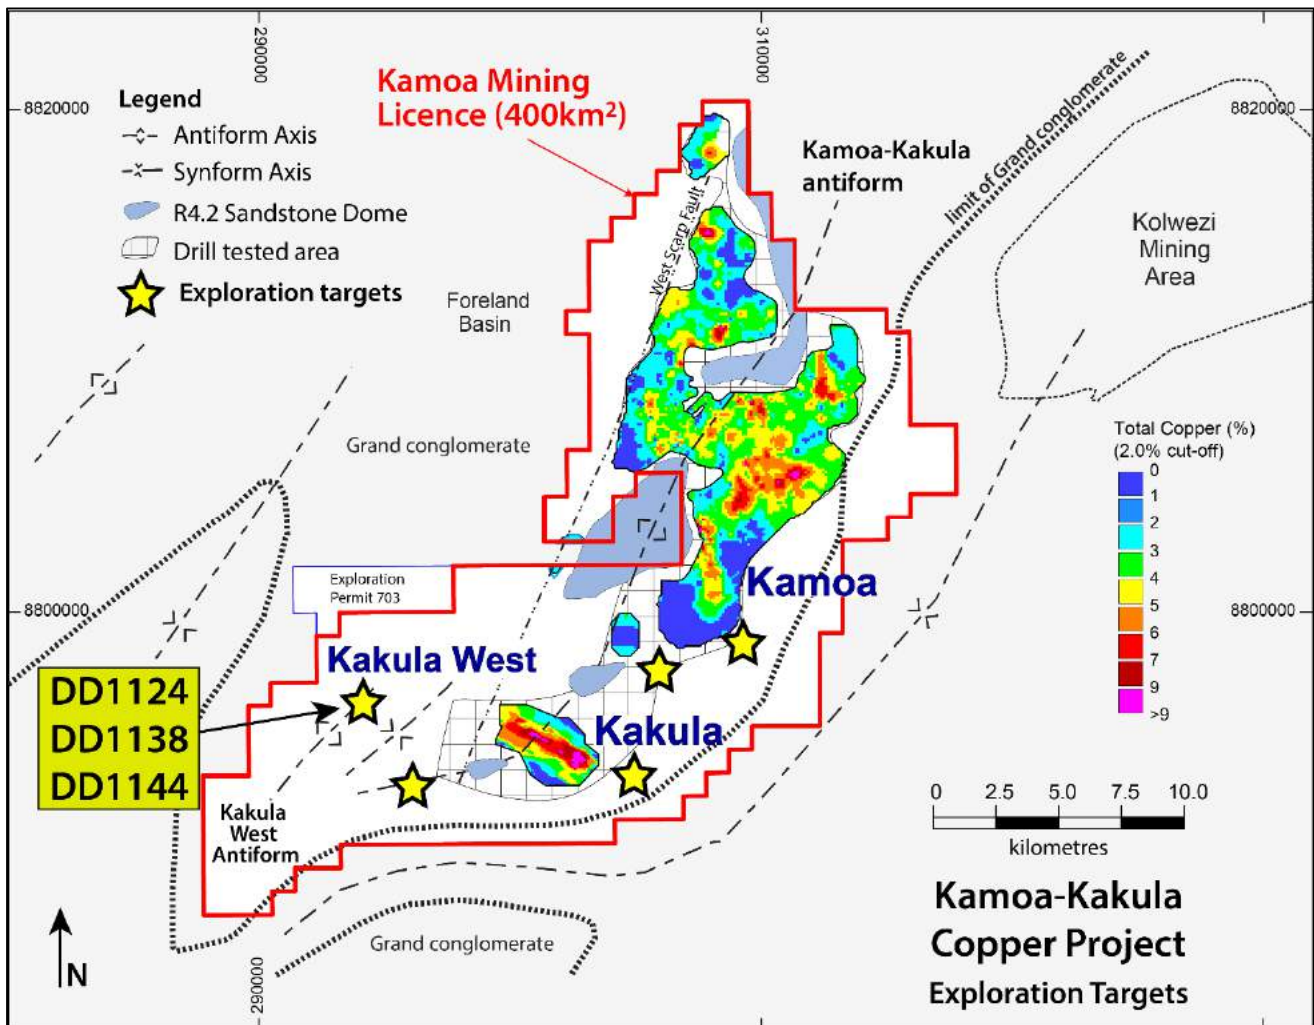 290000
310000
8820000
8820000
Legend
Antiform Axis
Synform Axis
R4.2 Sandstone Dome
Drill tested area
Exploration targets
Kamoa Mining
Licence (400km²)
Kamoa-Kakula
antiform
limit of Grand conglomerate
West Scarp Fault
Kolwezi
Mining
Area
Foreland
Basin
Grand conglomerate
Total Copper (%)
(2.0% cut-off)
0
1
2
3
4
5
6
7
9
>9
Exploration
Permit 703
Kamoa
8800000
8800000
Kakula West
DD1124
DD1138
DD1144
Kakula
Kakula
West
Antiform
0 2.5 5.0 7.5 10.0
kilometres
Kamoa-Kakula
Copper Project
Exploration Targets
N
290000
Grand conglomerate